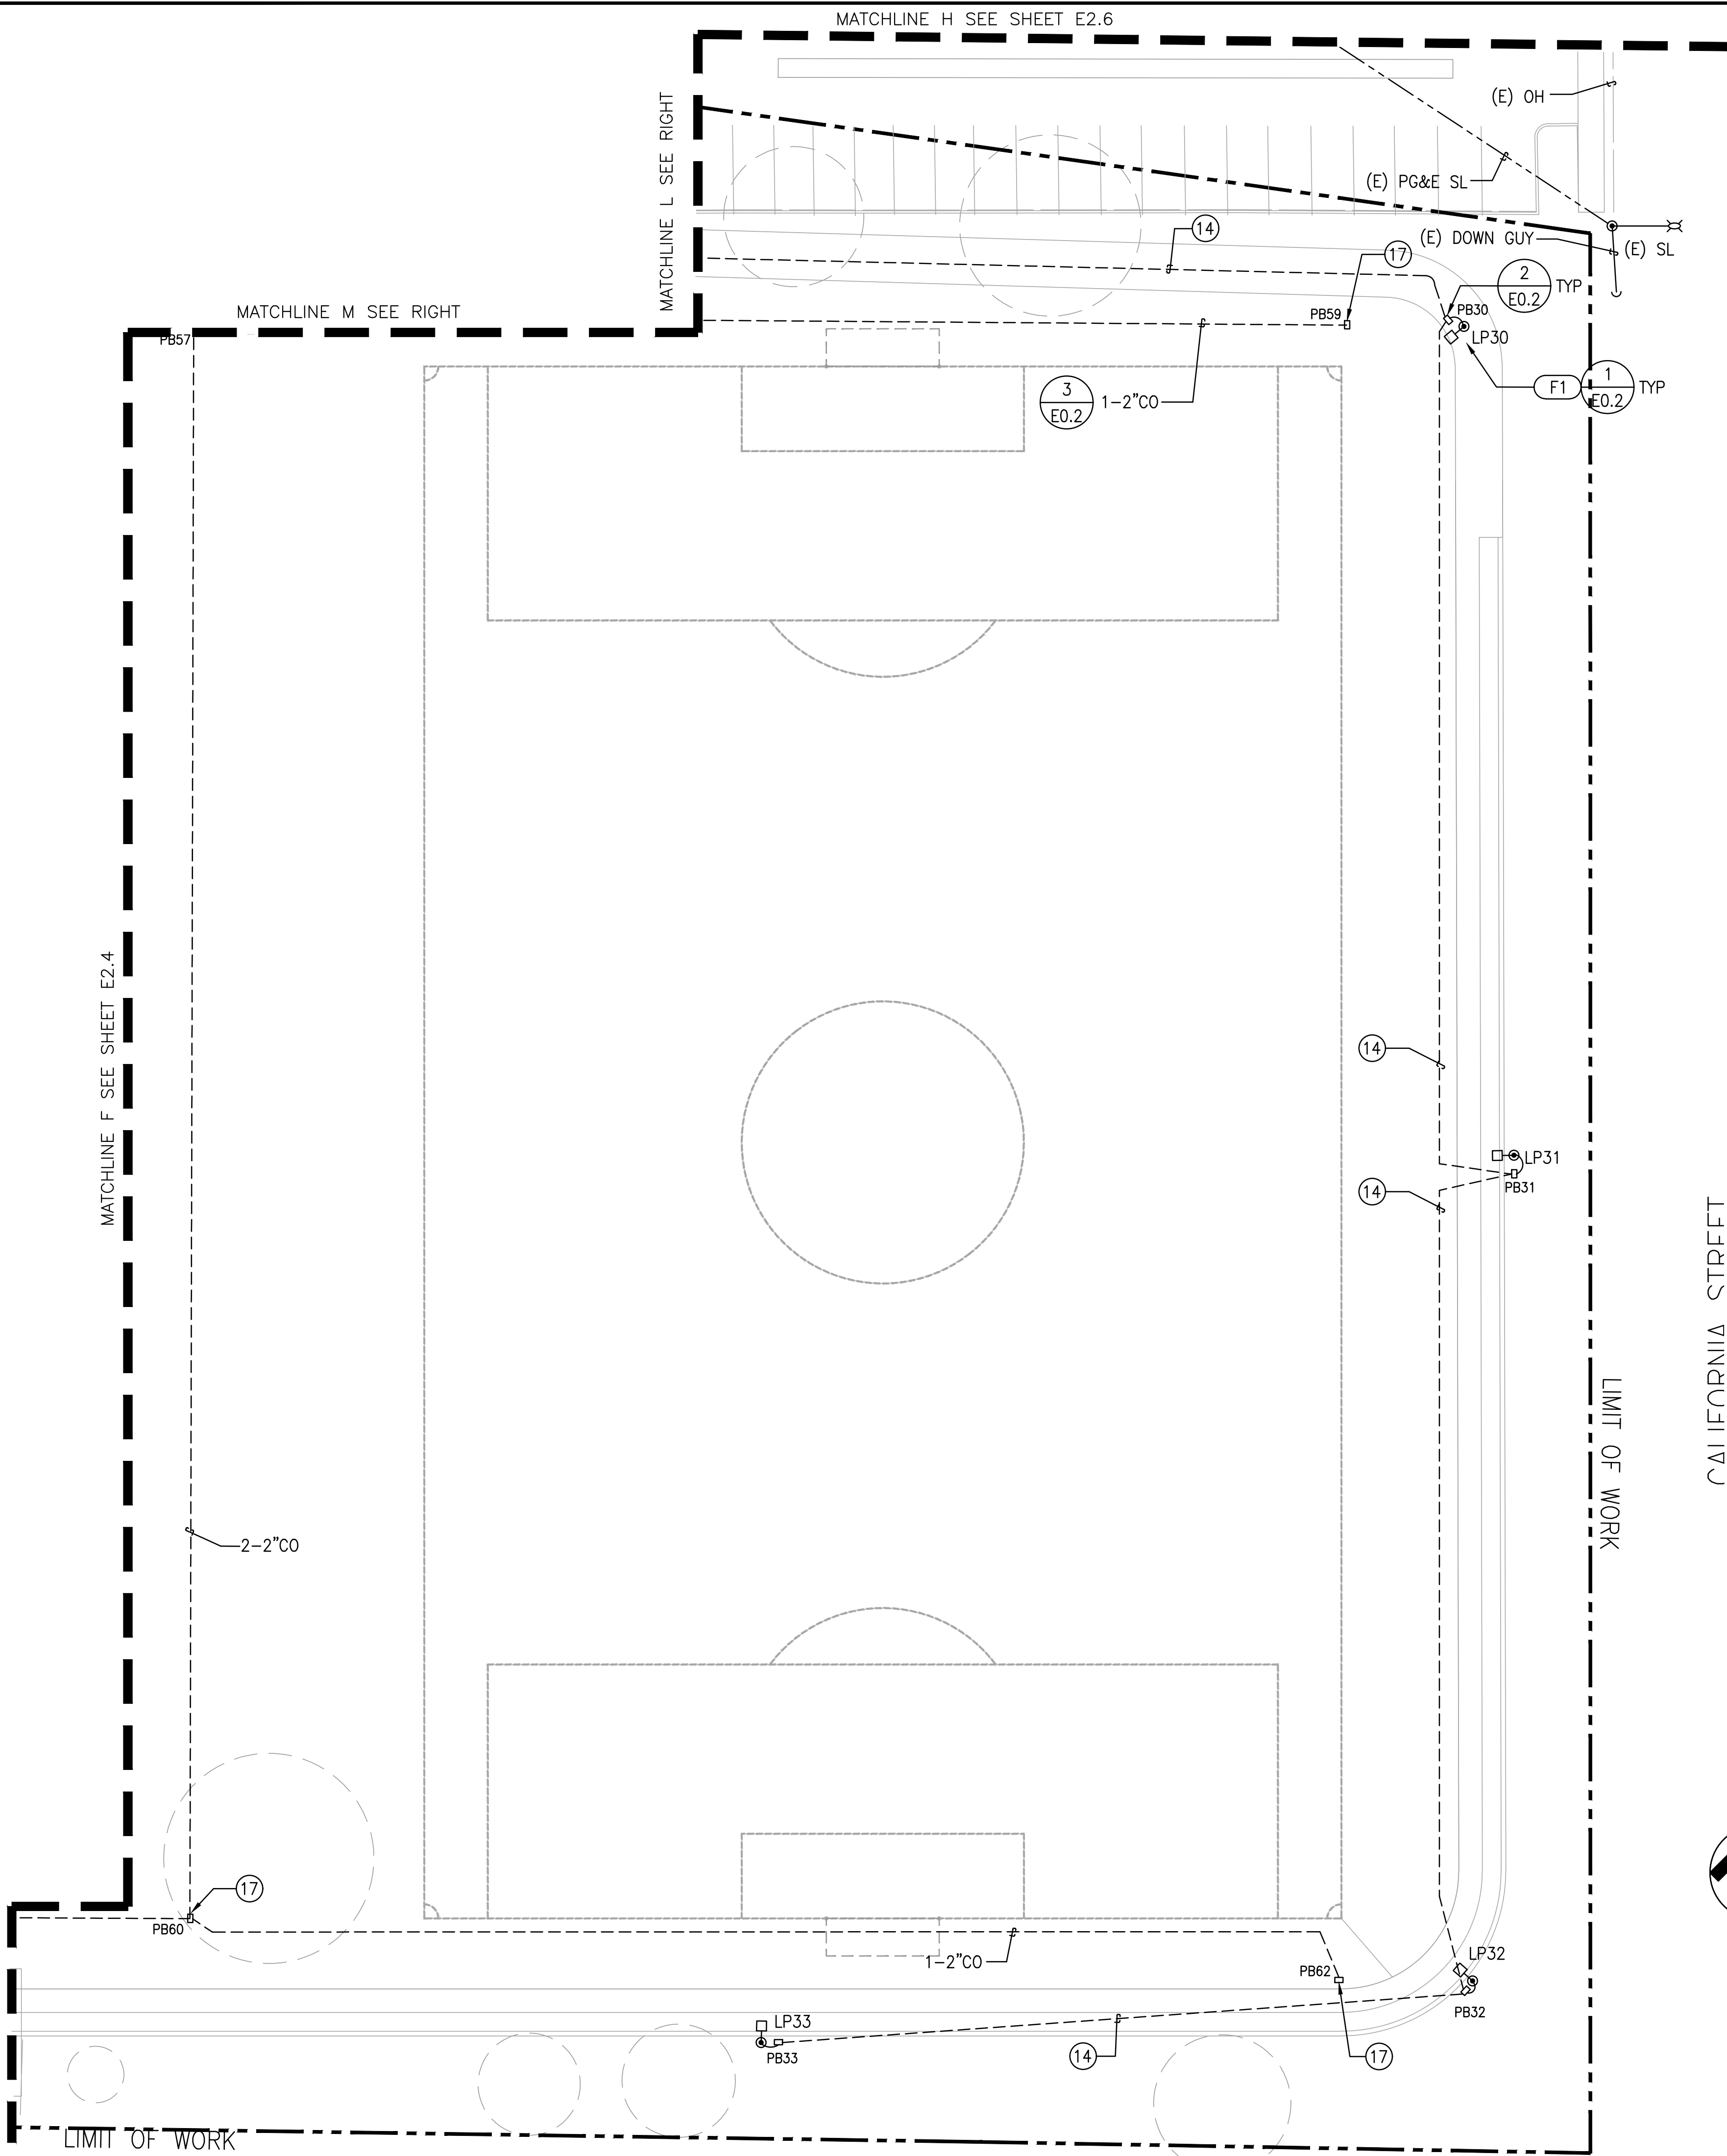 MATCHLINE H SEE SHEET E2.6
MATCHLINE L SEE RIGHT
(E) OH
(E) PG&E SL
(E) DOWN GUY
(E) SL
14
17
2
E0.2
TYP
MATCHLINE M SEE RIGHT
PB57
PB59
PB30
LP30
3
E0.2
1-2"CO
F1
1
E0.2
TYP
MATCHLINE F SEE SHEET E2.4
14
LP31
PB31
14
CALIFORNIA STREET
LIMIT OF WORK
2-2"CO
17
PB60
1-2"CO
PB62
LP32
PB32
LP33
PB33
14
17
LIMIT OF WORK